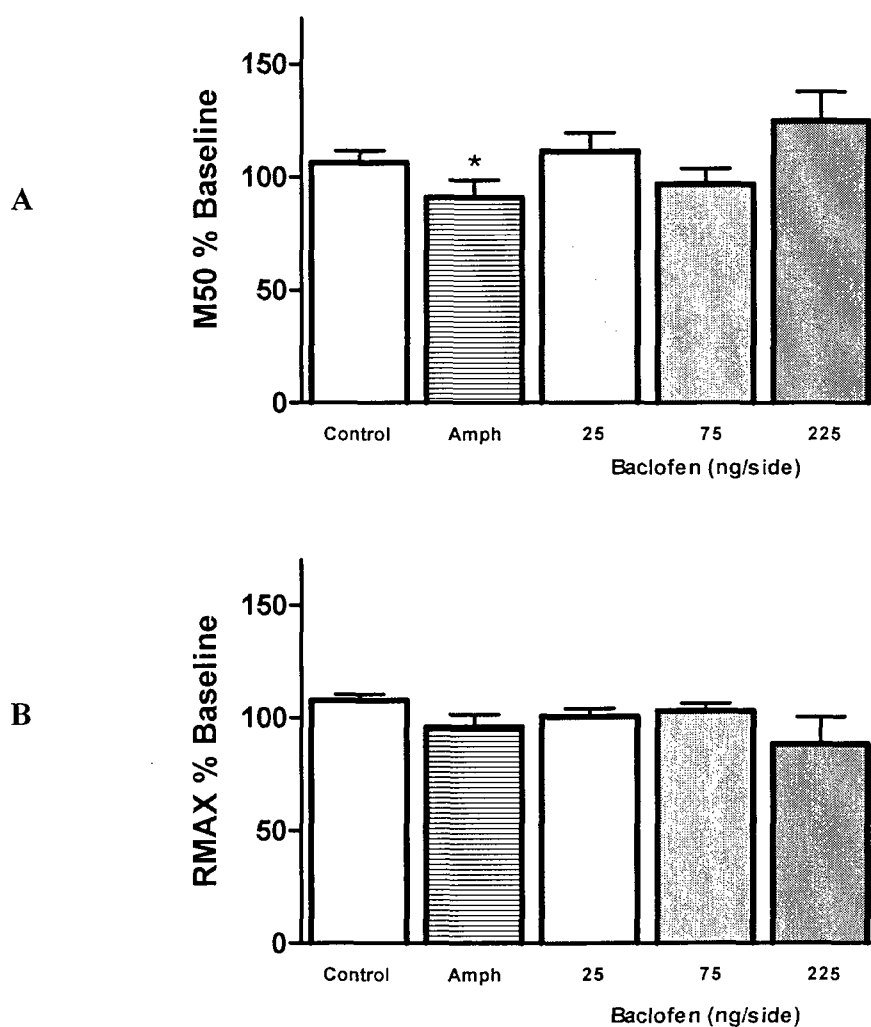 A
M50 % Baseline
150
100
50
0
*
Control Amph 25 75 225
Baclofen (ng/side)
B
RMAX % Baseline
150
100
50
0
Control Amph 25 75 225
Baclofen (ng/side)